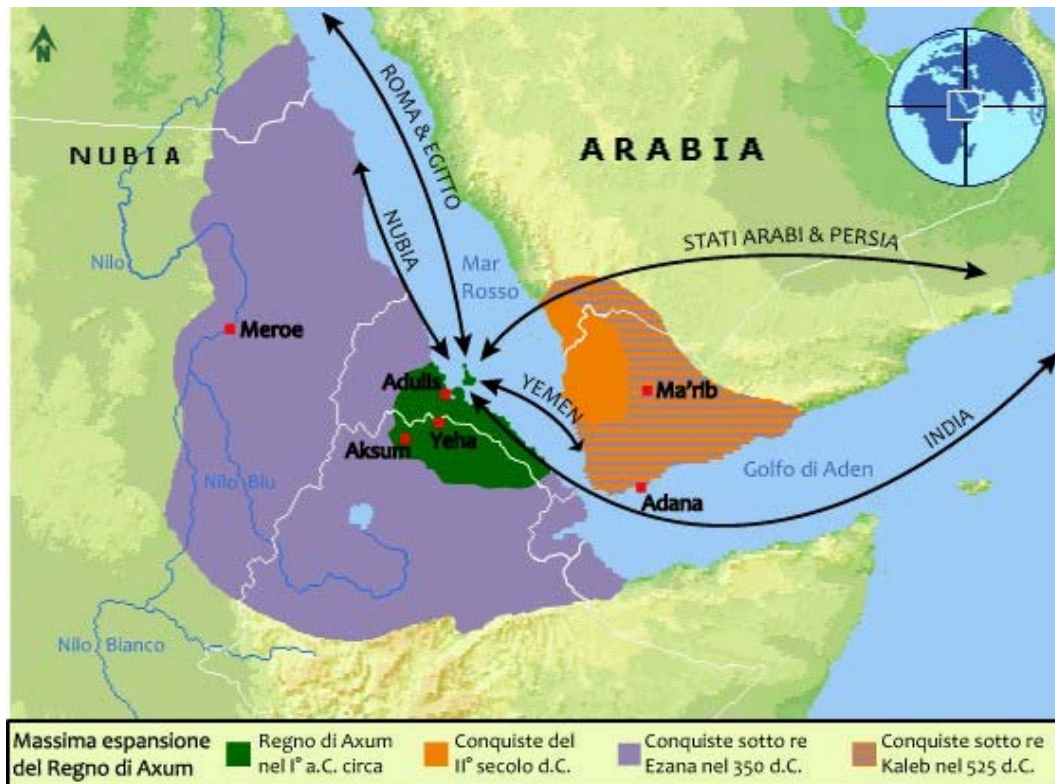 N
NUBIA
ARABIA
ROMA & EGITTO
NUBIA
STATI ARABI & PERSIA
Nilo
Mar
Rosso
Meroe
Adulis
YEMEN
Ma'rib
Yeha
Aksum
INDIA
Golfo di Aden
Nilo Blu
Adana
Nilo Bianco
Massima espansione
del Regno di Axum
Regno di Axum
nel I° a.C. circa
Conquiste del
II° secolo d.C.
Conquiste sotto re
Ezana nel 350 d.C.
Conquiste sotto re
Kaleb nel 525 d.C.